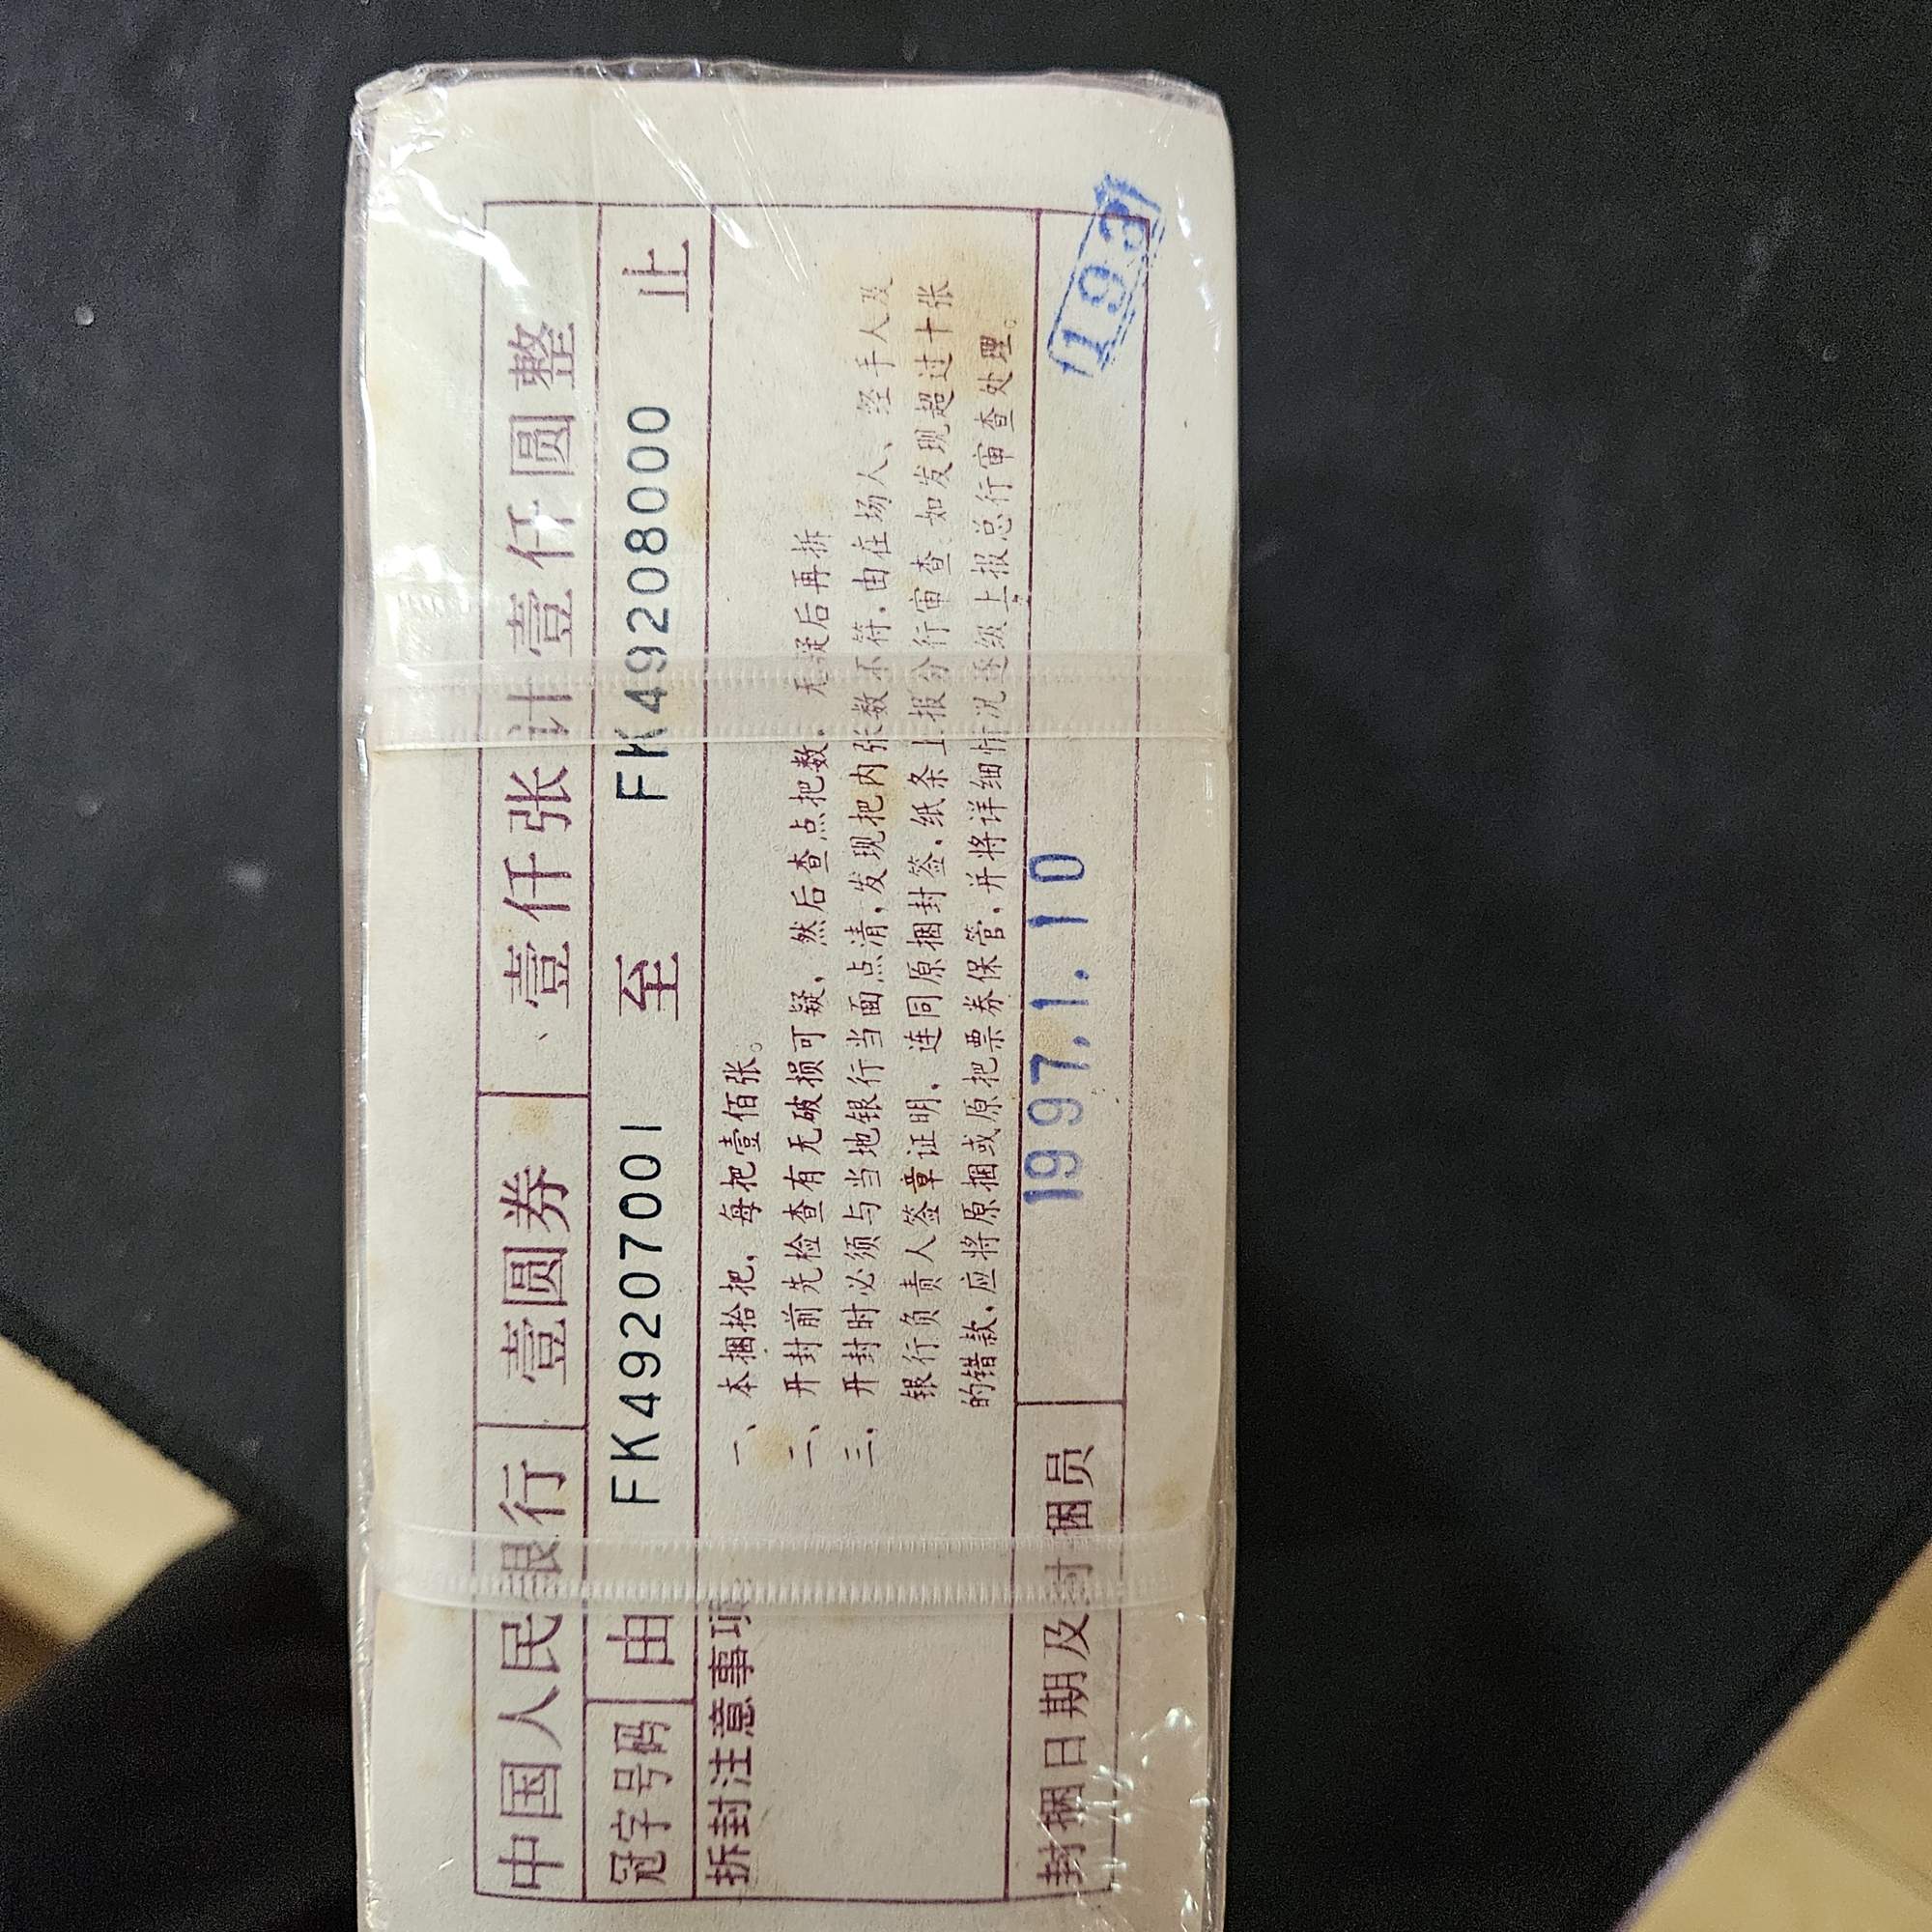 中国人民银行 壹圆券 、壹仟张计壹仟圆整
冠字号码 由 FK49207001 至 FK49208000 止
拆封注意事项
一、本捆拾把，每把壹佰张。
二、开封前先检查有无破损可疑，然后查点把数，无疑后再拆
三，开封时必须与当地银行当面点清，发现把内张数不符，由在场人、经手人及
银行负责人签章证明，连同原捆封签，纸条上报分行审查，如发现超过十张
的错款，应将原捆或原把票券保管，并将详细情况逐级上报总行审查处理。
封捆日期及封捆员 1997.1.10 193